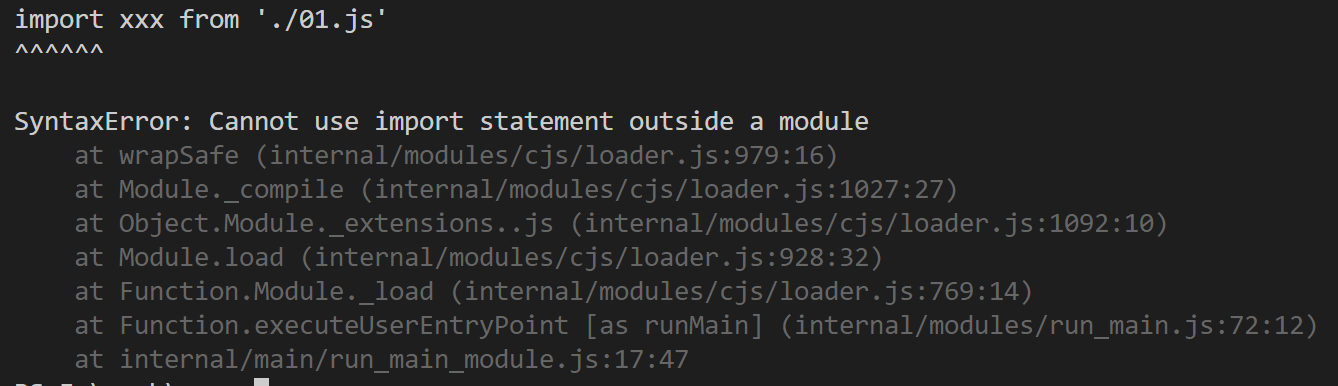 import xxx from './01.js'
^^^^^^
SyntaxError: Cannot use import statement outside a module
at wrapSafe (internal/modules/cjs/loader.js:979:16)
at Module._compile (internal/modules/cjs/loader.js:1027:27)
at Object.Module._extensions..js (internal/modules/cjs/loader.js:1092:10)
at Module.load (internal/modules/cjs/loader.js:928:32)
at Function.Module._load (internal/modules/cjs/loader.js:769:14)
at Function.executeUserEntryPoint [as runMain] (internal/modules/run_main.js:72:12)
at internal/main/run_main_module.js:17:47